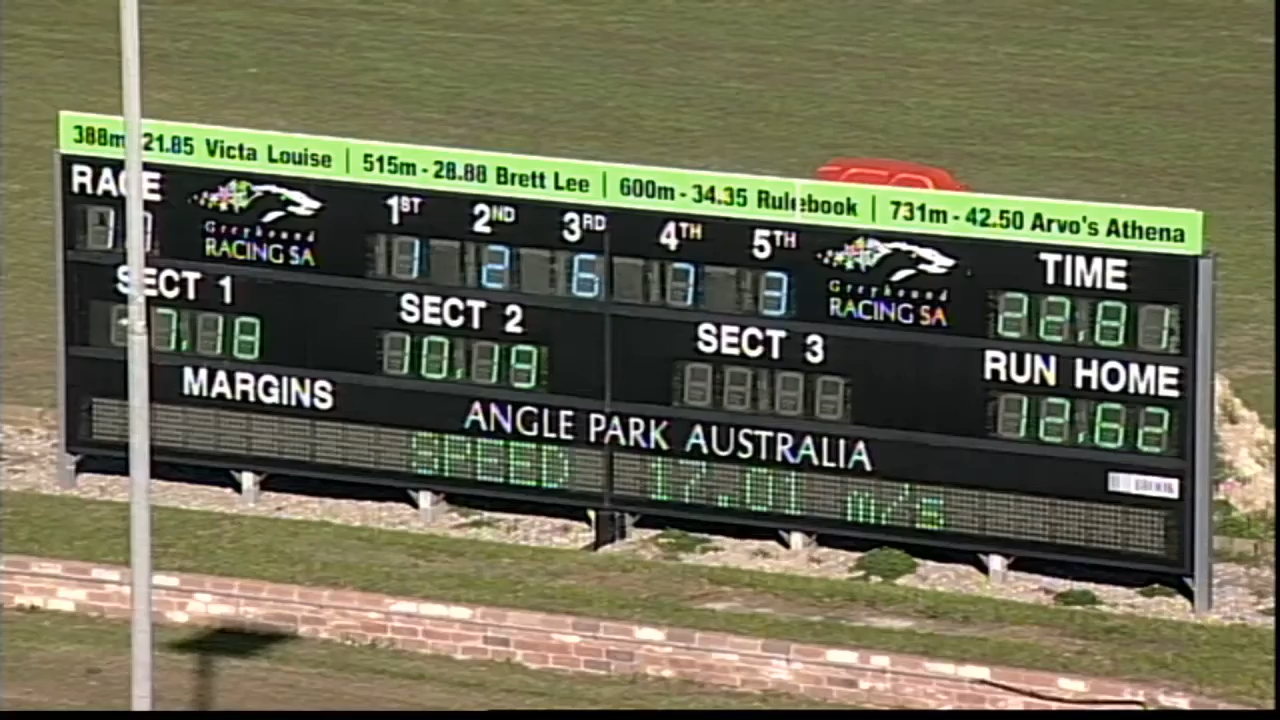 388m 21.85 Victa Louise | 515m - 28.88 Brett Lee | 600m - 34.35 Rulebook | 731m - 42.50 Arvo's Athena
RACE
Greyhound
RACING SA
1ST 2ND 3RD 4TH 5TH
1 2 6 7 3
Greyhound
RACING SA
TIME
22.81
SECT 1
7.18
SECT 2
10.19
SECT 3
RUN HOME
12.62
MARGINS
ANGLE PARK AUSTRALIA
SPEED 17.01 m/s